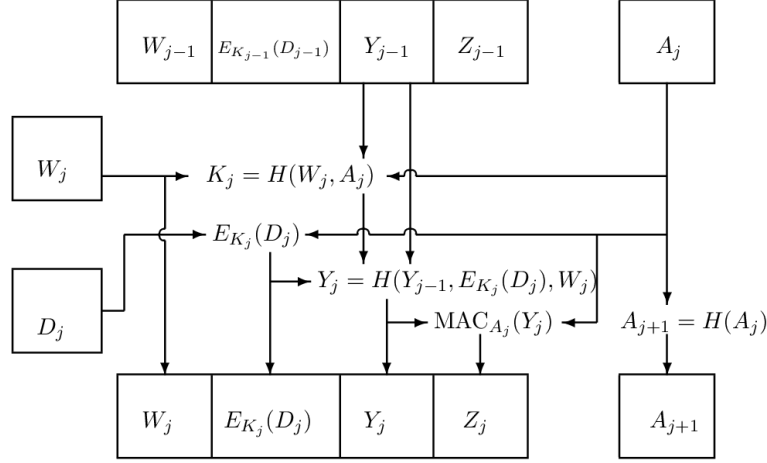 W_{j−1} E_{K_{j−1}}(D_{j−1}) Y_{j−1} Z_{j−1} A_j
W_j
K_j = H(W_j, A_j)
E_{K_j}(D_j)
Y_j = H(Y_{j−1}, E_{K_j}(D_j), W_j)
D_j
MAC_{A_j}(Y_j) A_{j+1} = H(A_j)
W_j E_{K_j}(D_j) Y_j Z_j A_{j+1}